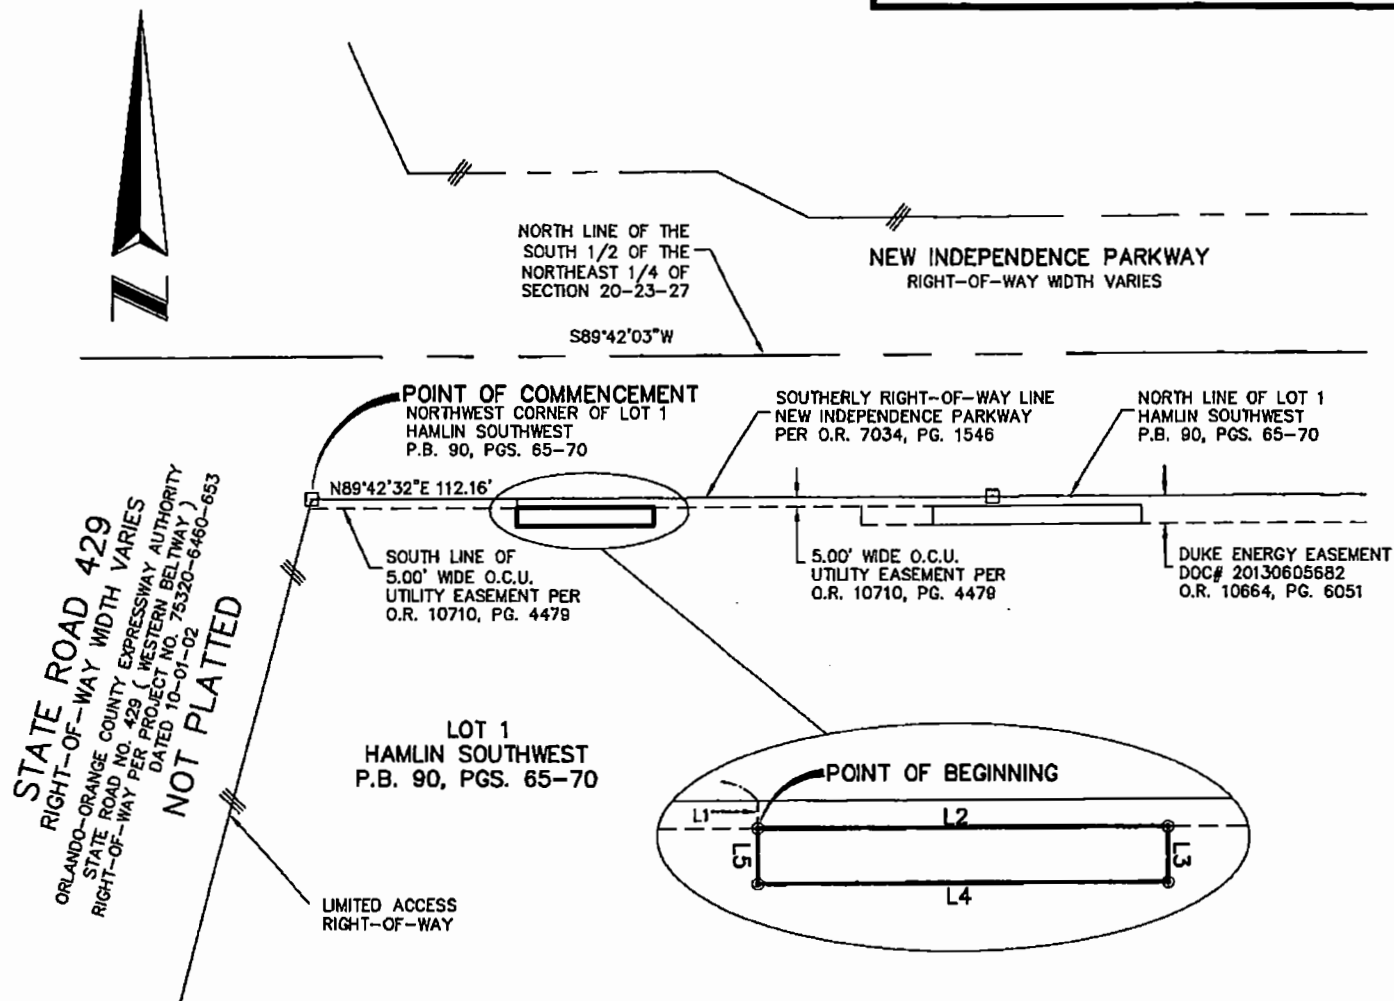 N
NORTH LINE OF THE
SOUTH 1/2 OF THE
NORTHEAST 1/4 OF
SECTION 20-23-27
NEW INDEPENDENCE PARKWAY
RIGHT-OF-WAY WIDTH VARIES
S89°42'03"W
POINT OF COMMENCEMENT
NORTHWEST CORNER OF LOT 1
HAMLIN SOUTHWEST
P.B. 90, PGS. 65-70
SOUTHERLY RIGHT-OF-WAY LINE
NEW INDEPENDENCE PARKWAY
PER O.R. 7034, PG. 1546
NORTH LINE OF LOT 1
HAMLIN SOUTHWEST
P.B. 90, PGS. 65-70
N89°42'32"E 112.16'
SOUTH LINE OF
5.00' WIDE O.C.U.
UTILITY EASEMENT PER
O.R. 10710, PG. 4479
5.00' WIDE O.C.U.
UTILITY EASEMENT PER
O.R. 10710, PG. 4479
DUKE ENERGY EASEMENT
DOC# 20130605682
O.R. 10664, PG. 6051
STATE ROAD 429
RIGHT-OF-WAY WIDTH VARIES
ORLANDO-ORANGE COUNTY EXPRESSWAY AUTHORITY
STATE ROAD NO. 429 ( WESTERN BELTWAY )
RIGHT-OF-WAY PER PROJECT NO. 75320-6460-653
DATED 10-01-02
NOT PLATTED
LOT 1
HAMLIN SOUTHWEST
P.B. 90, PGS. 65-70
LIMITED ACCESS
RIGHT-OF-WAY
POINT OF BEGINNING
L1
L2
L5
L3
L4